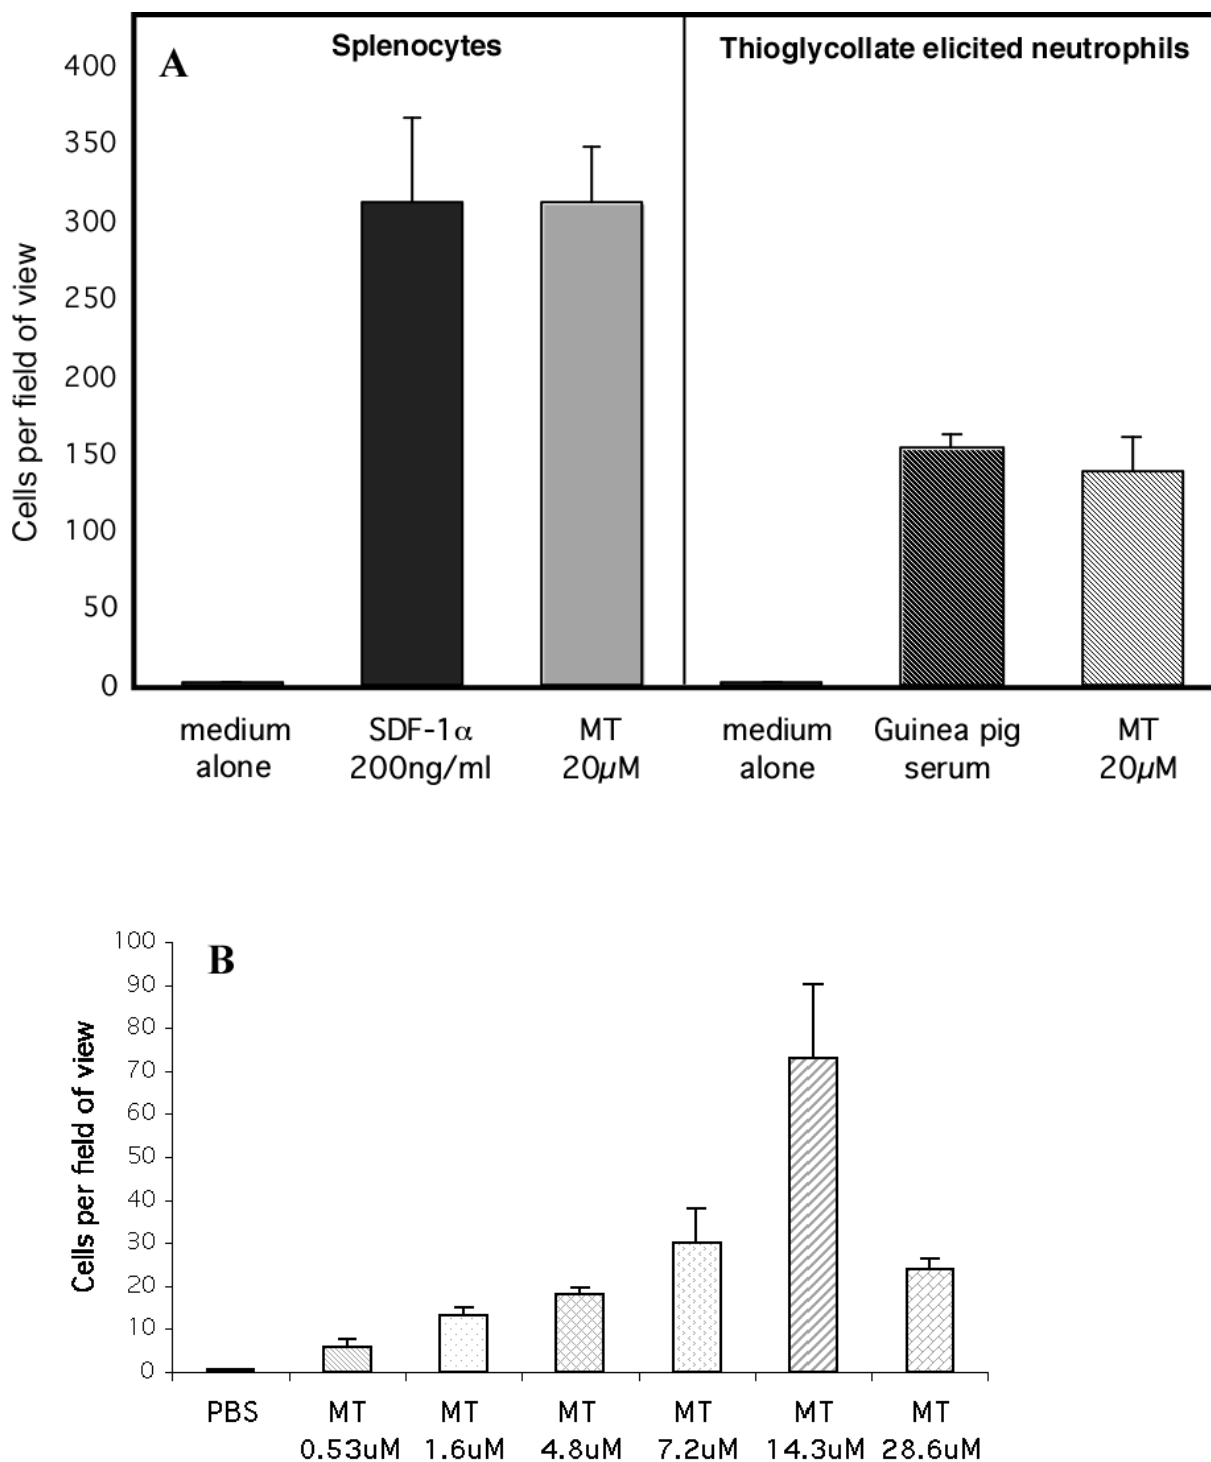 A
Splenocytes
Thioglycollate elicited neutrophils
Cells per field of view
400
350
300
250
200
150
100
50
0
medium alone
SDF-1α 200ng/ml
MT 20µM
medium alone
Guinea pig serum
MT 20µM
B
Cells per field of view
100
90
80
70
60
50
40
30
20
10
0
PBS
MT 0.53uM
MT 1.6uM
MT 4.8uM
MT 7.2uM
MT 14.3uM
MT 28.6uM